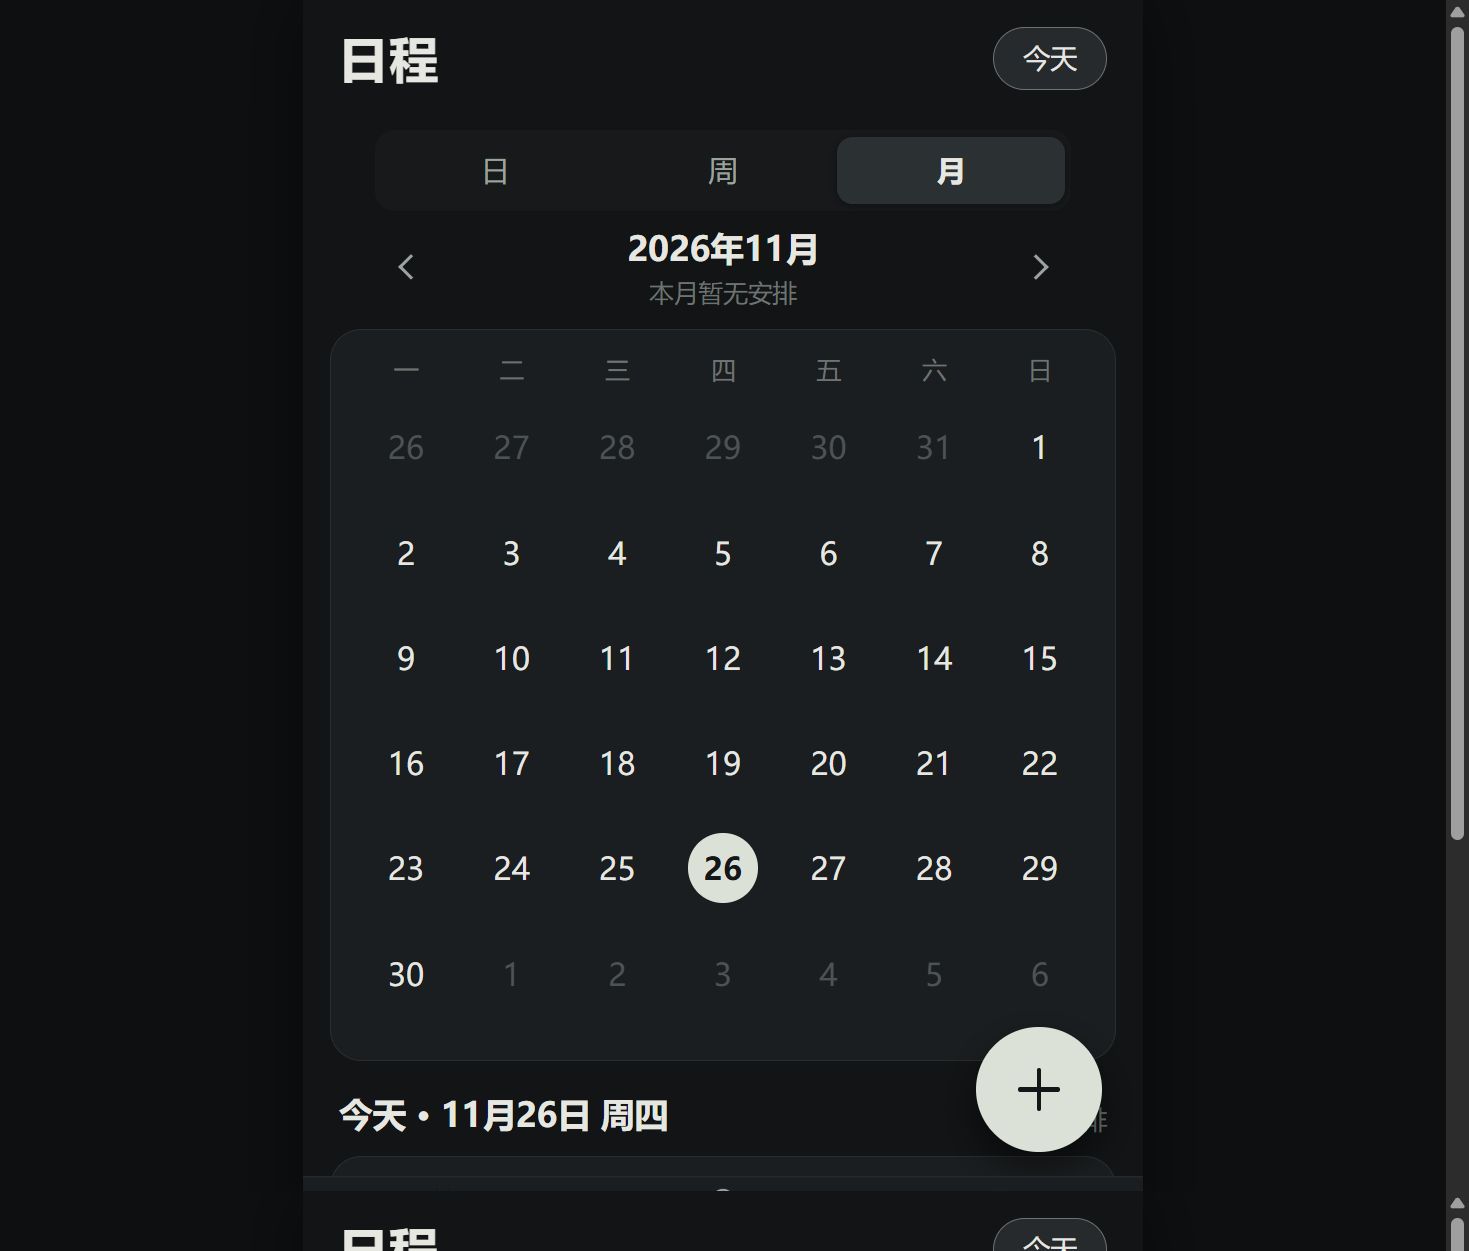 日程 今天
日 周 月
2026年11月
本月暂无安排
一 二 三 四 五 六 日
26 27 28 29 30 31 1
2 3 4 5 6 7 8
9 10 11 12 13 14 15
16 17 18 19 20 21 22
23 24 25 26 27 28 29
30 1 2 3 4 5 6
今天 • 11月26日 周四 排
日程 今天